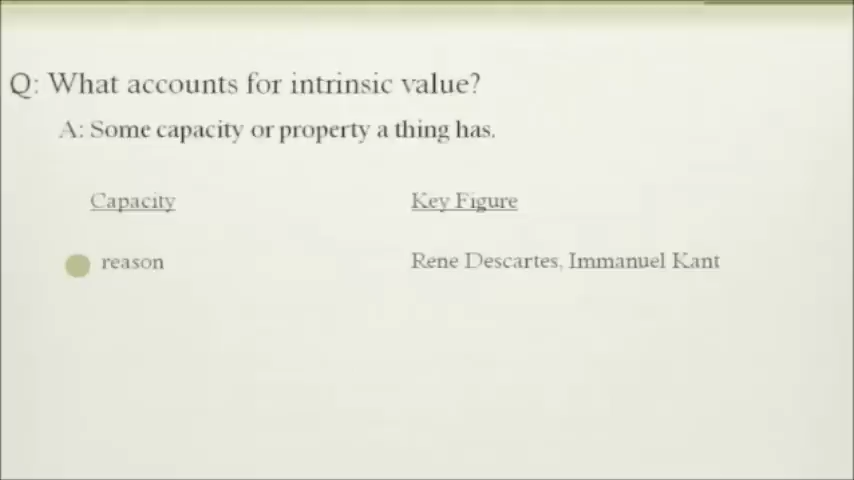 Q: What accounts for intrinsic value?
A: Some capacity or property a thing has.
Capacity Key Figure
reason Rene Descartes, Immanuel Kant